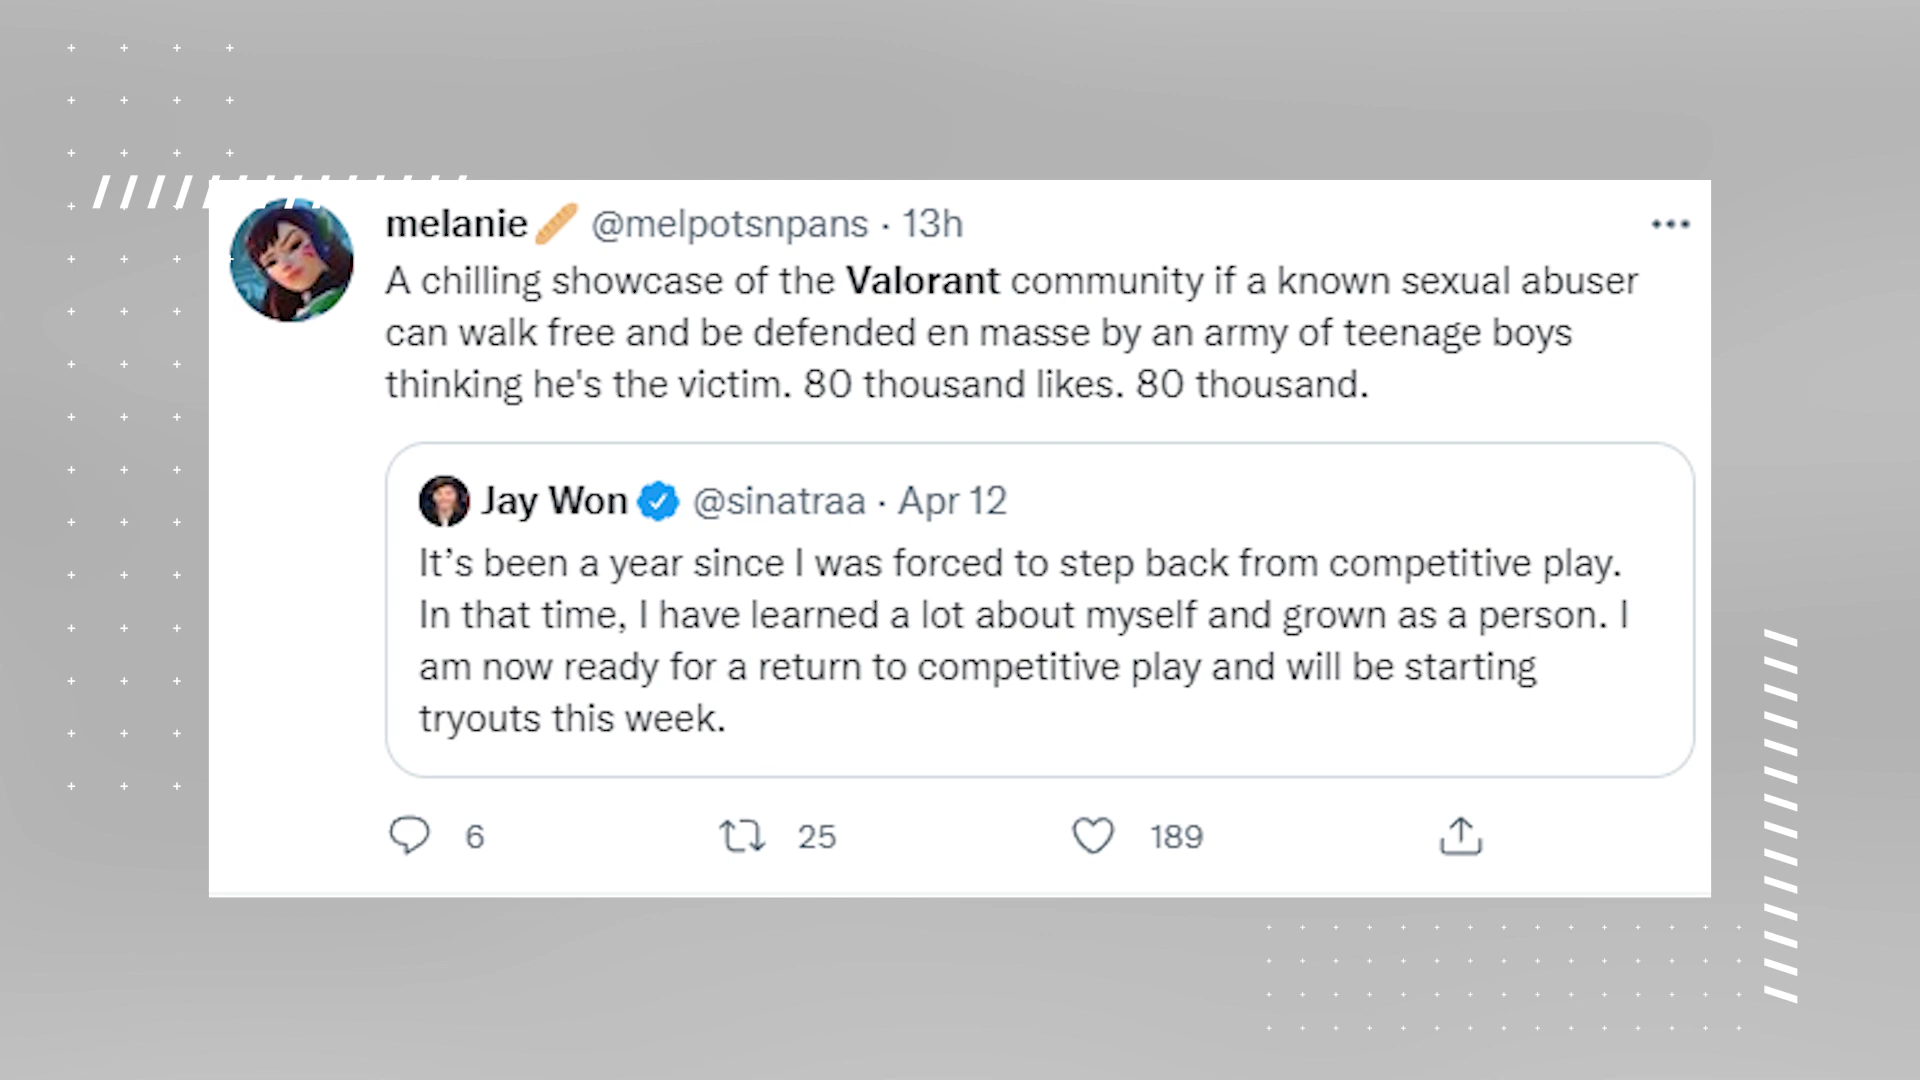 melanie🥖 @melpotsnpans · 13h
A chilling showcase of the Valorant community if a known sexual abuser
can walk free and be defended en masse by an army of teenage boys
thinking he's the victim. 80 thousand likes. 80 thousand.
Jay Won @sinatraa · Apr 12
It’s been a year since I was forced to step back from competitive play.
In that time, I have learned a lot about myself and grown as a person. I
am now ready for a return to competitive play and will be starting
tryouts this week.
6 25 189